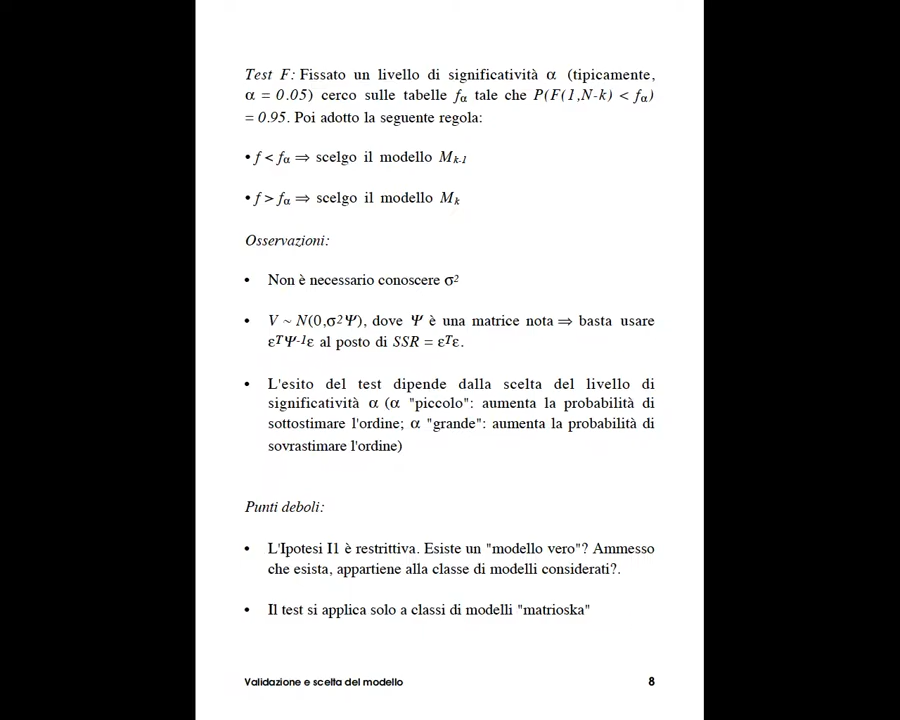 Test F: Fissato un livello di significatività α (tipicamente,
α = 0.05) cerco sulle tabelle fα tale che P(F(1,N-k) < fα)
= 0.95. Poi adotto la seguente regola:
• f < fα ⇒ scelgo il modello Mk-1
• f > fα ⇒ scelgo il modello Mk
Osservazioni:
• Non è necessario conoscere σ²
• V ~ N(0,σ²Ψ), dove Ψ è una matrice nota ⇒ basta usare
εᵀΨ⁻¹ε al posto di SSR = εᵀε.
• L'esito del test dipende dalla scelta del livello di
significatività α (α "piccolo": aumenta la probabilità di
sottostimare l'ordine; α "grande": aumenta la probabilità di
sovrastimare l'ordine)
Punti deboli:
• L'Ipotesi I1 è restrittiva. Esiste un "modello vero"? Ammesso
che esista, appartiene alla classe di modelli considerati?.
• Il test si applica solo a classi di modelli "matrioska"
Validazione e scelta del modello 8